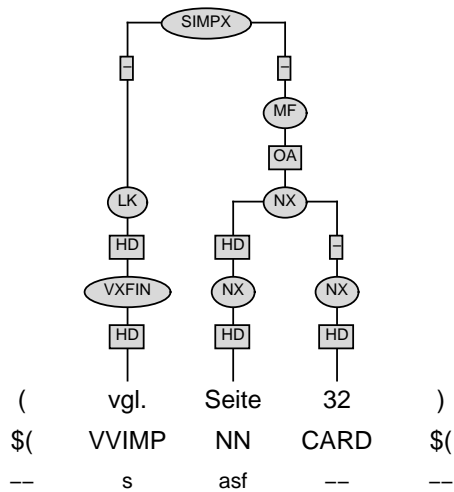 SIMPX
– –
MF
OA
LK NX
HD HD –
VXFIN NX NX
HD HD HD
( vgl. Seite 32 )
$( VVIMP NN CARD $(
−− s asf −− −−